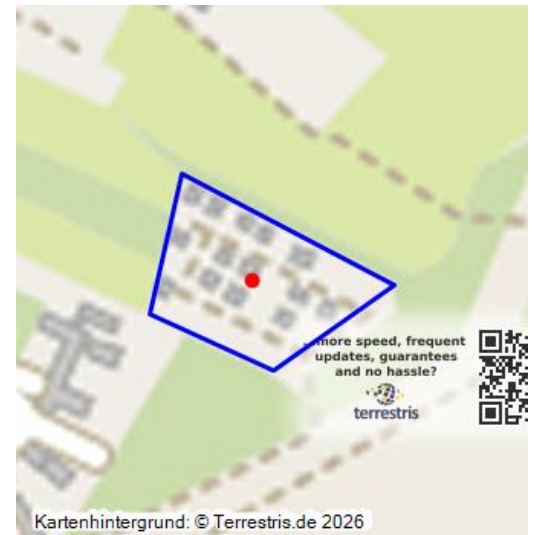 ...more speed, frequent
updates, guarantees
and no hassle?
terrestris
Kartenhintergrund: © Terrestris.de 2026